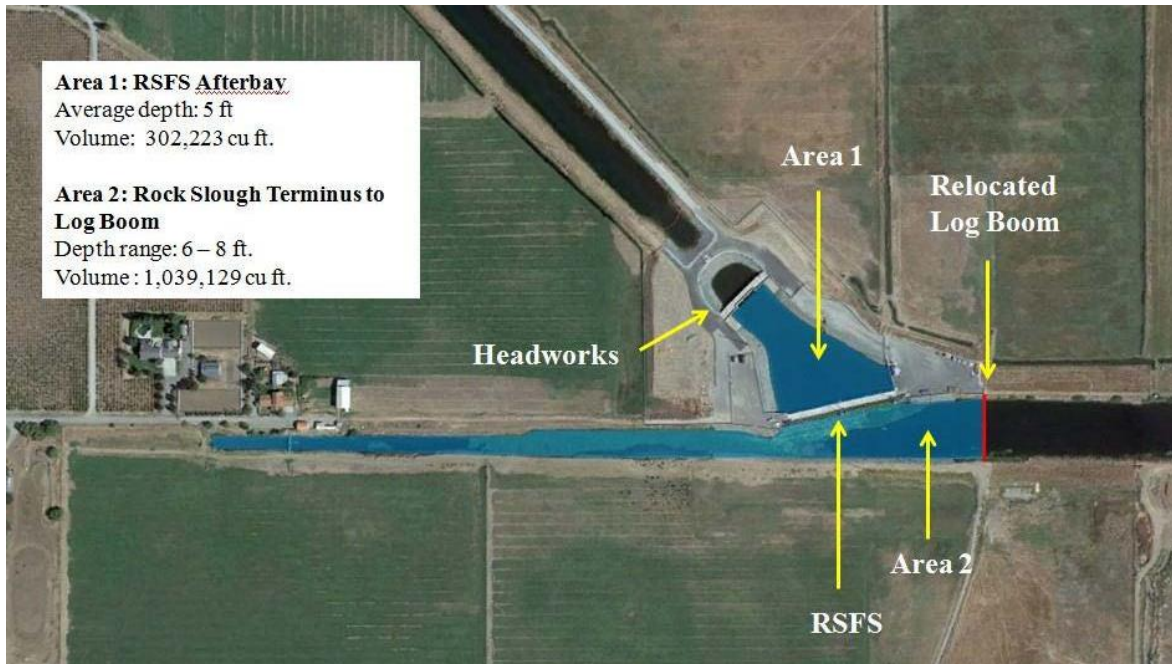 Area 1: RSFS Afterbay
Average depth: 5 ft
Volume:  302,223 cu ft.
Area 2: Rock Slough Terminus to
Log Boom
Depth range: 6 – 8 ft.
Volume : 1,039,129 cu ft.
Area 1
Relocated
Log Boom
Headworks
Area 2
RSFS